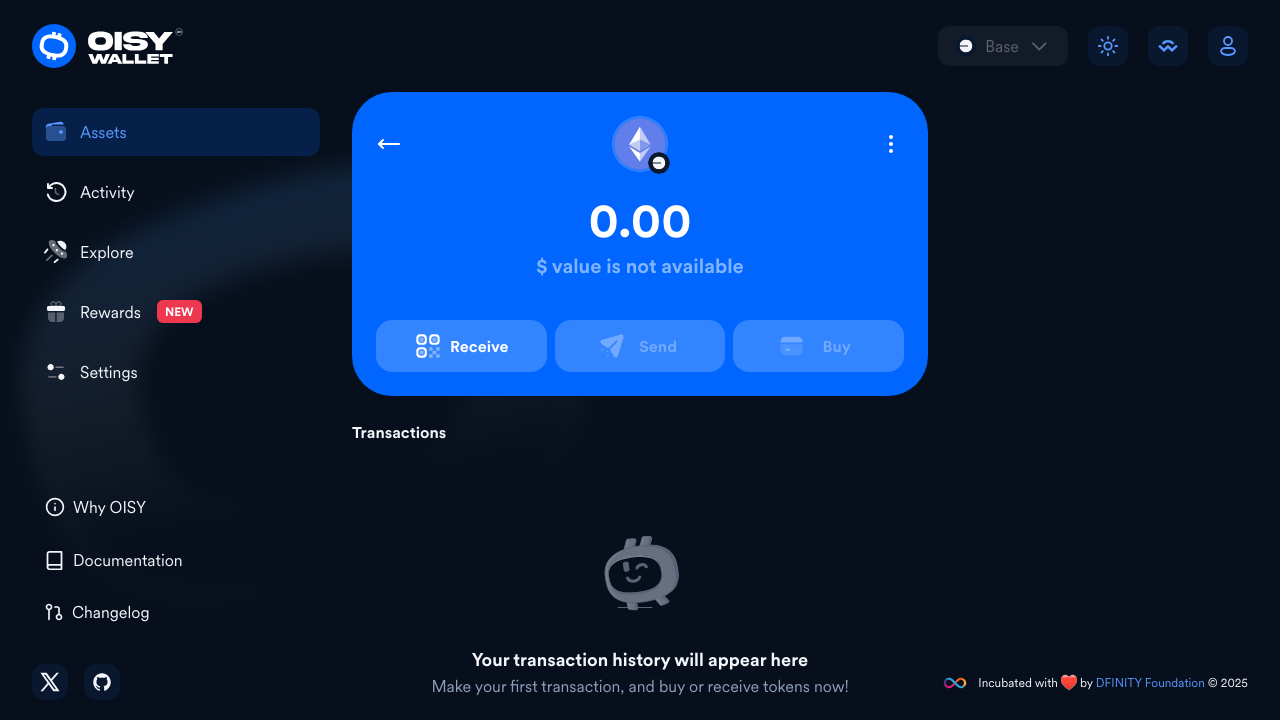 OISY
WALLET
Base
Assets
Activity
Explore
Rewards NEW
Settings
Why OISY
Documentation
Changelog
0.00
$ value is not available
Receive
Send
Buy
Transactions
Your transaction history will appear here
Make your first transaction, and buy or receive tokens now!
Incubated with ❤️ by DFINITY Foundation © 2025